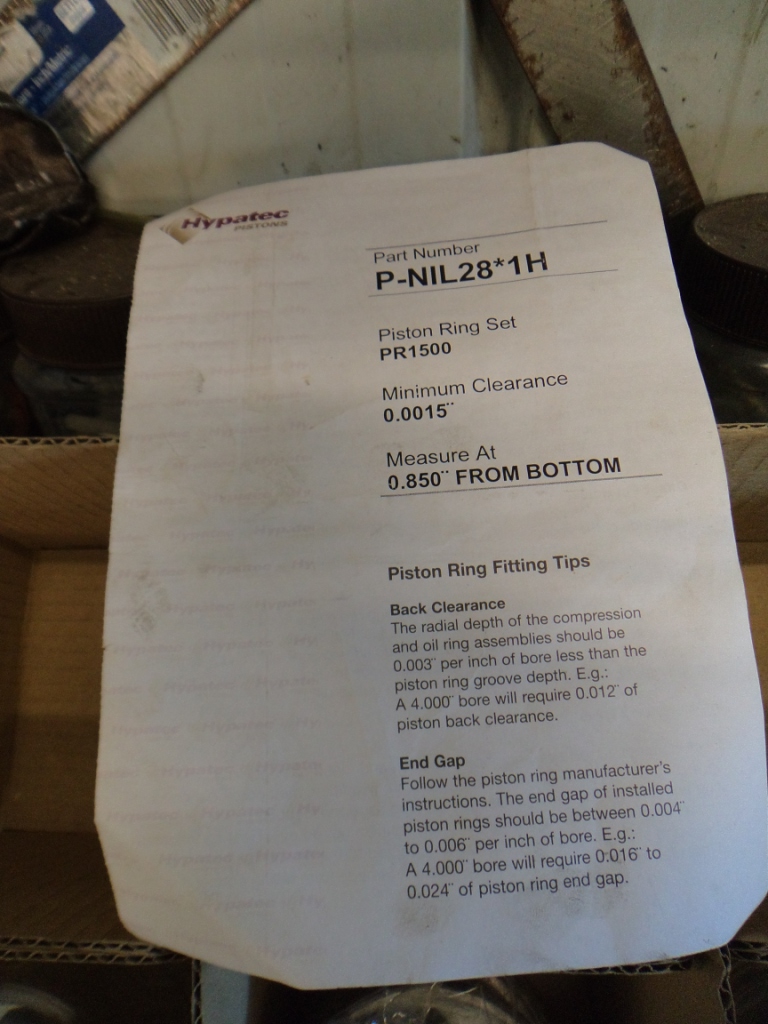 Hypatec
PISTONS
Part Number
P-NIL28*1H
Piston Ring Set
PR1500
Minimum Clearance
0.0015¨
Measure At
0.850¨ FROM BOTTOM
Piston Ring Fitting Tips
Back Clearance
The radial depth of the compression
and oil ring assemblies should be
0.003¨ per inch of bore less than the
piston ring groove depth. E.g.:
A 4.000¨ bore will require 0.012¨ of
piston back clearance.
End Gap
Follow the piston ring manufacturer's
instructions. The end gap of installed
piston rings should be between 0.004¨
to 0.006¨ per inch of bore. E.g.:
A 4.000¨ bore will require 0.016¨ to
0.024¨ of piston ring end gap.